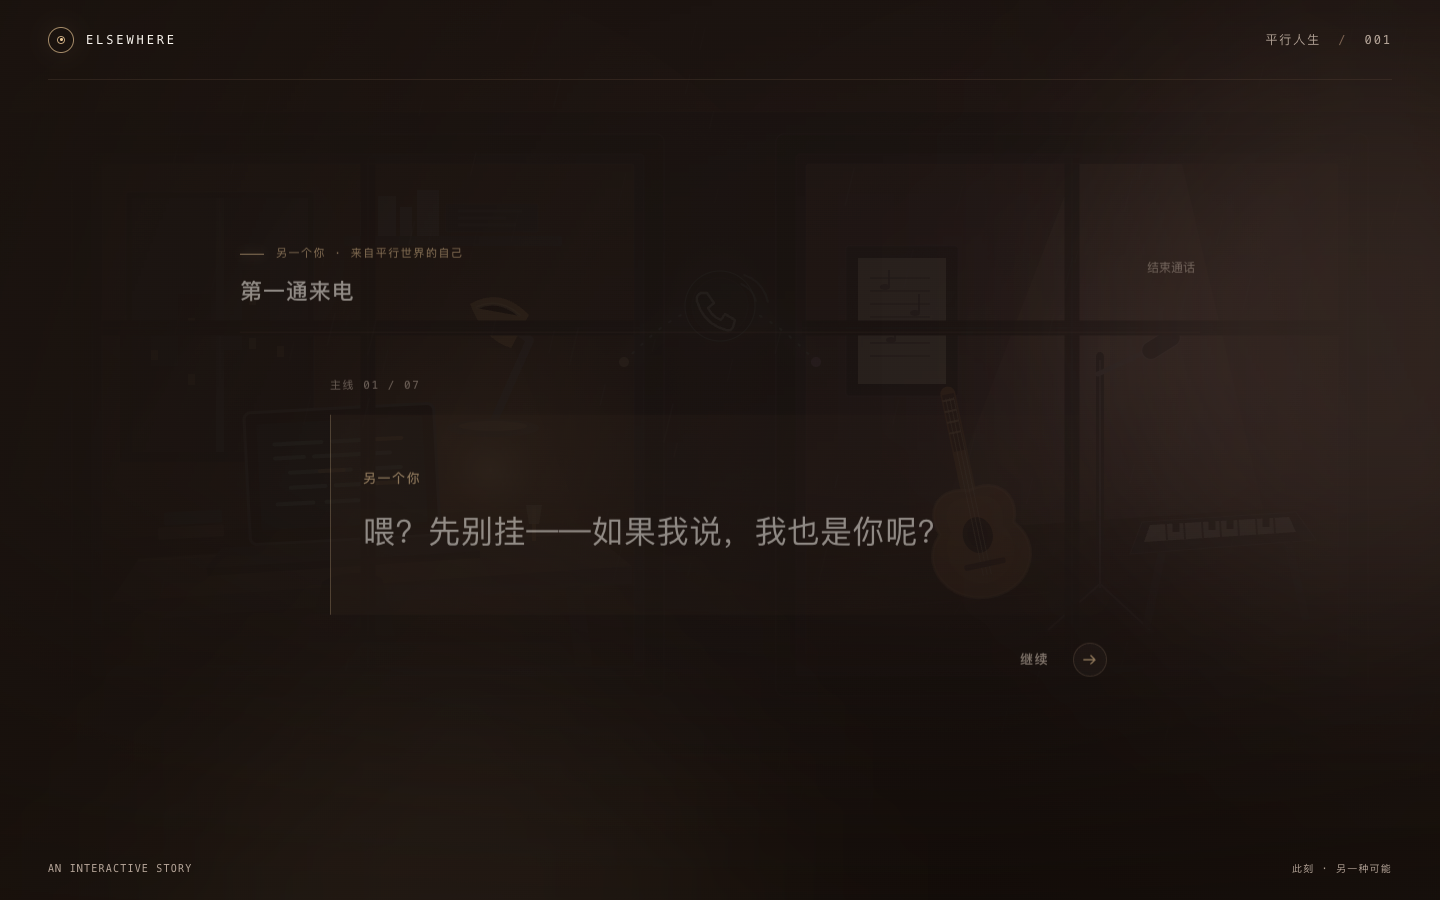 ELSEWHERE
平行人生 / 001
另一个你 · 来自平行世界的自己
第一通来电
结束通话
主线 01 / 07
另一个你
喂？先别挂——如果我说，我也是你呢？
继续
AN INTERACTIVE STORY
此刻 · 另一种可能